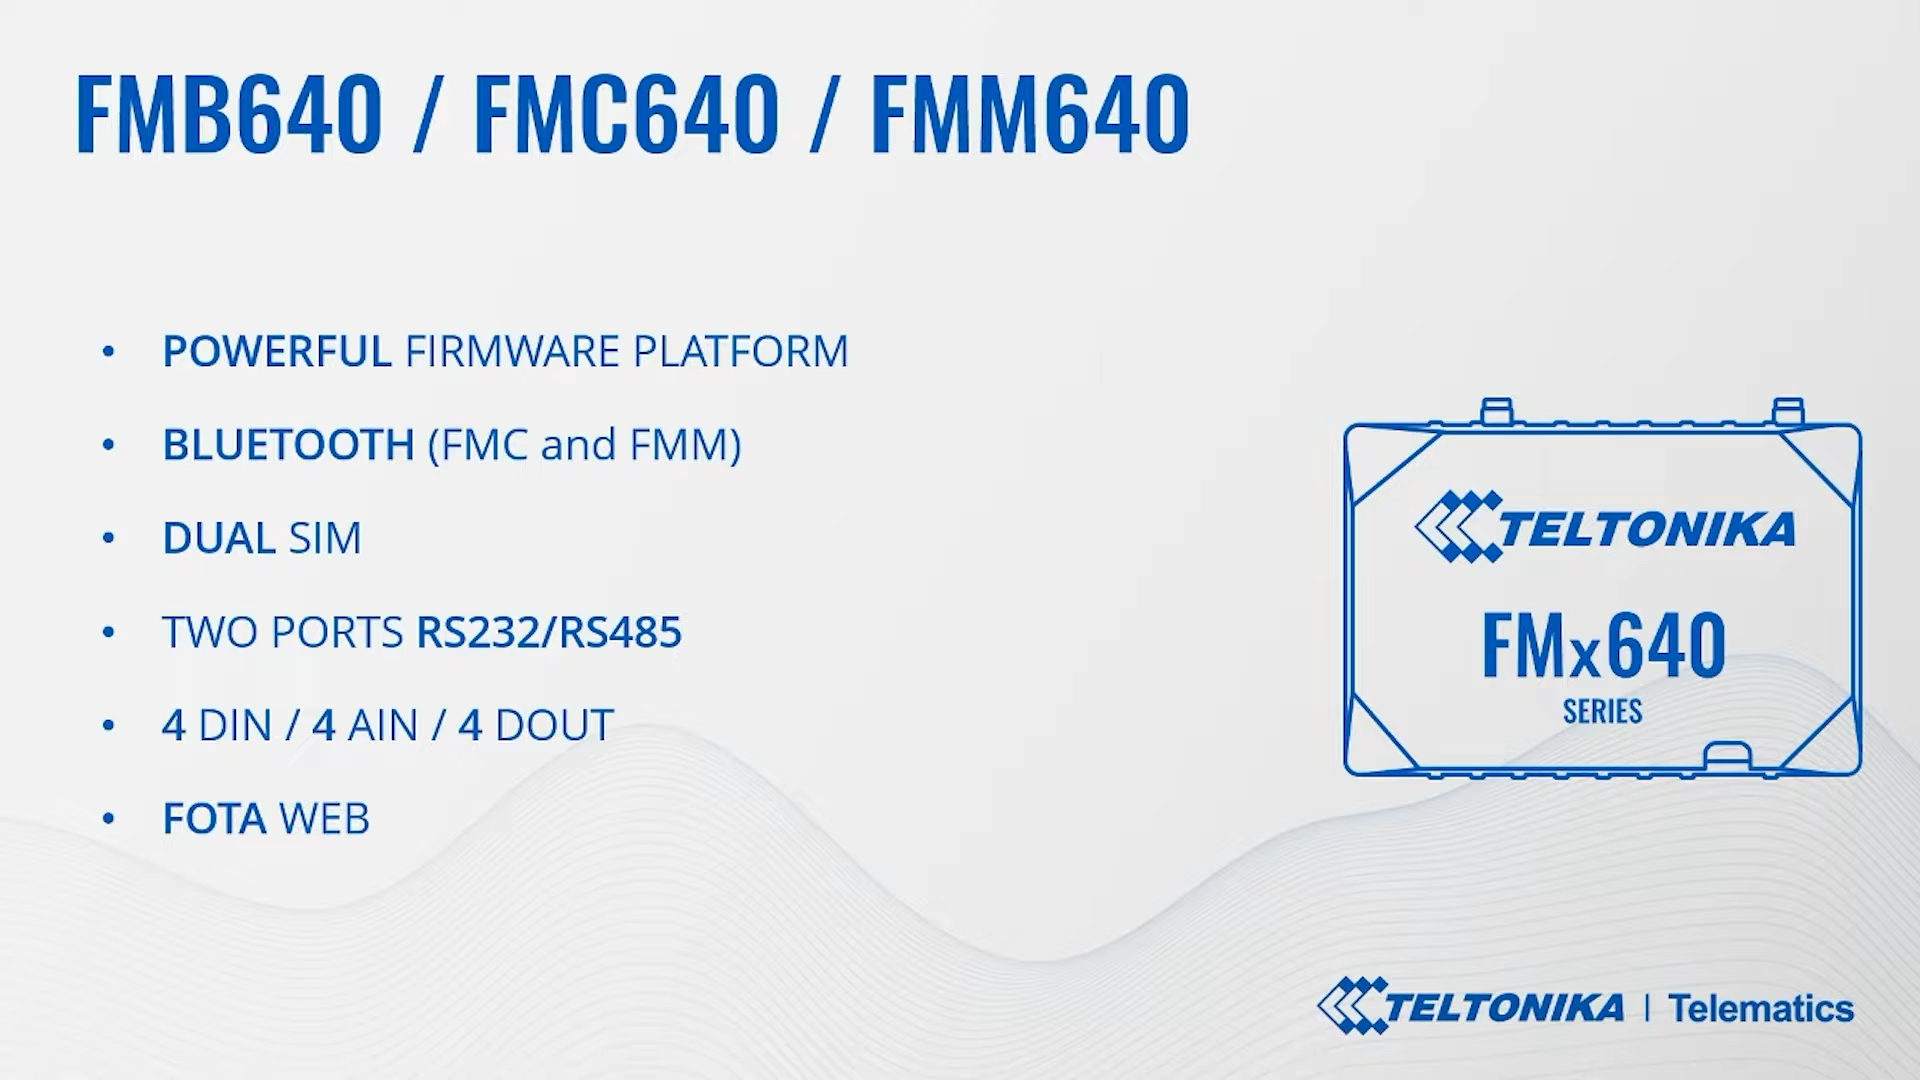 FMB640 / FMC640 / FMM640
• POWERFUL FIRMWARE PLATFORM
• BLUETOOTH (FMC and FMM)
• DUAL SIM
• TWO PORTS RS232/RS485
• 4 DIN / 4 AIN / 4 DOUT
• FOTA WEB
TELTONIKA
FMx640
SERIES
TELTONIKA | Telematics